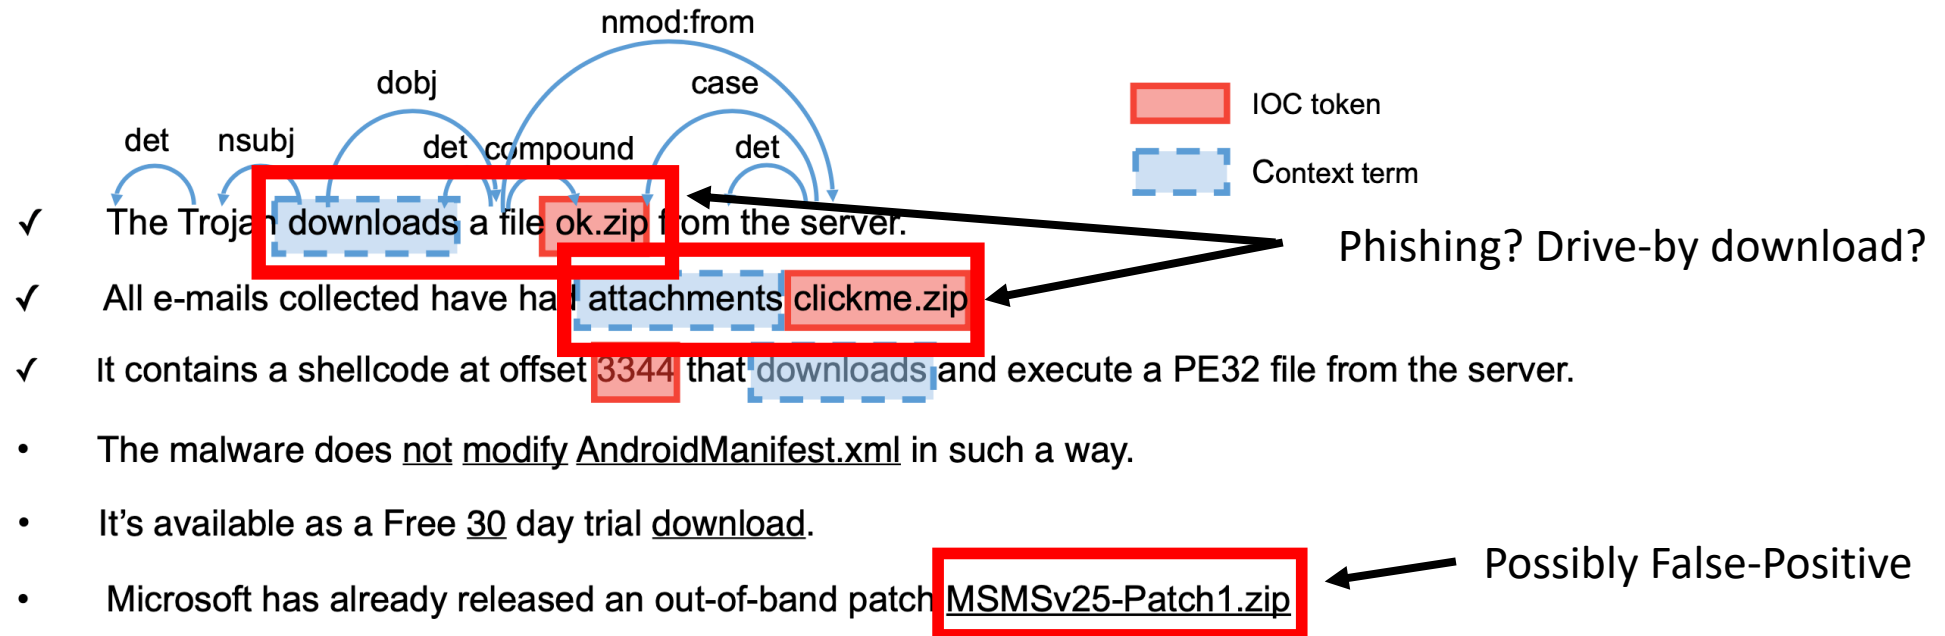 nmod:from
dobj
case
det
nsubj
det
compound
det
IOC token
Context term
✓ The Trojan downloads a file ok.zip from the server.
Phishing? Drive-by download?
✓ All e-mails collected have had attachments clickme.zip
✓ It contains a shellcode at offset 3344 that downloads and execute a PE32 file from the server.
• The malware does not modify AndroidManifest.xml in such a way.
• It’s available as a Free 30 day trial download.
Possibly False-Positive
• Microsoft has already released an out-of-band patch MSMSv25-Patch1.zip